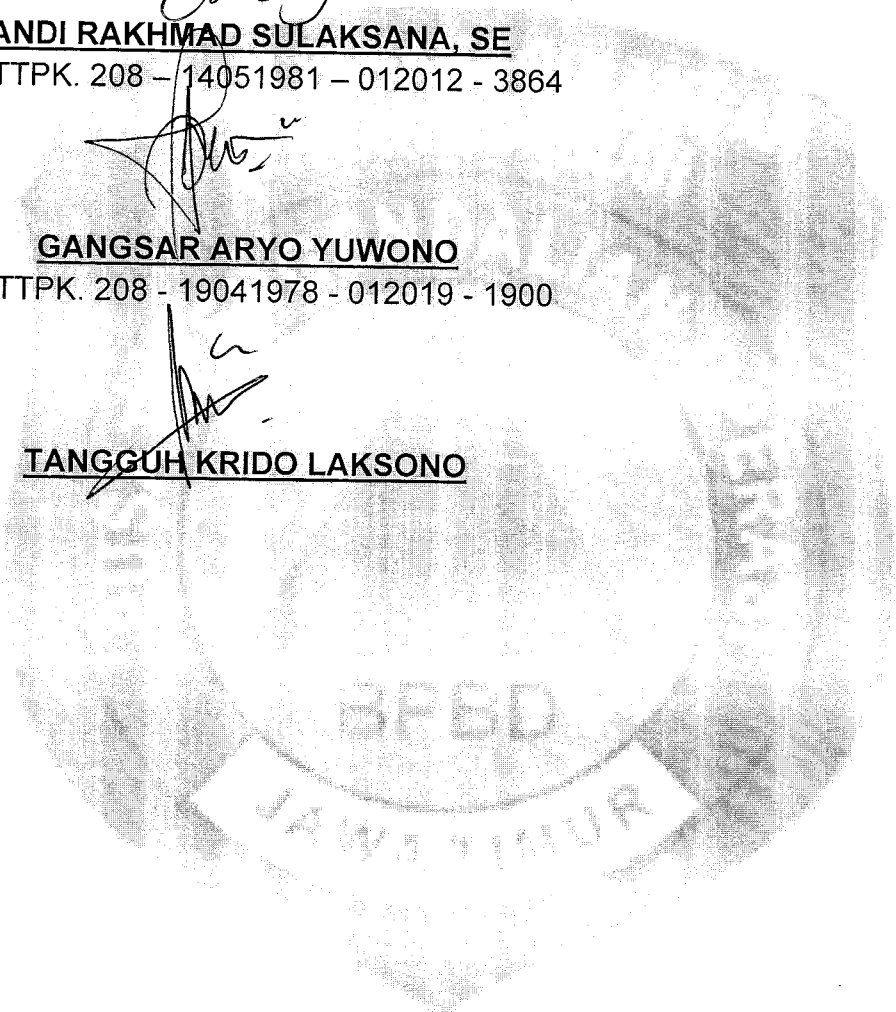 ANDI RAKHMAD SULAKSANA, SE
TTPK. 208 – 14051981 – 012012 - 3864
GANGSAR ARYO YUWONO
TTPK. 208 - 19041978 - 012019 - 1900
TANGGUH KRIDO LAKSONO
BPBD
JAWA TIMUR